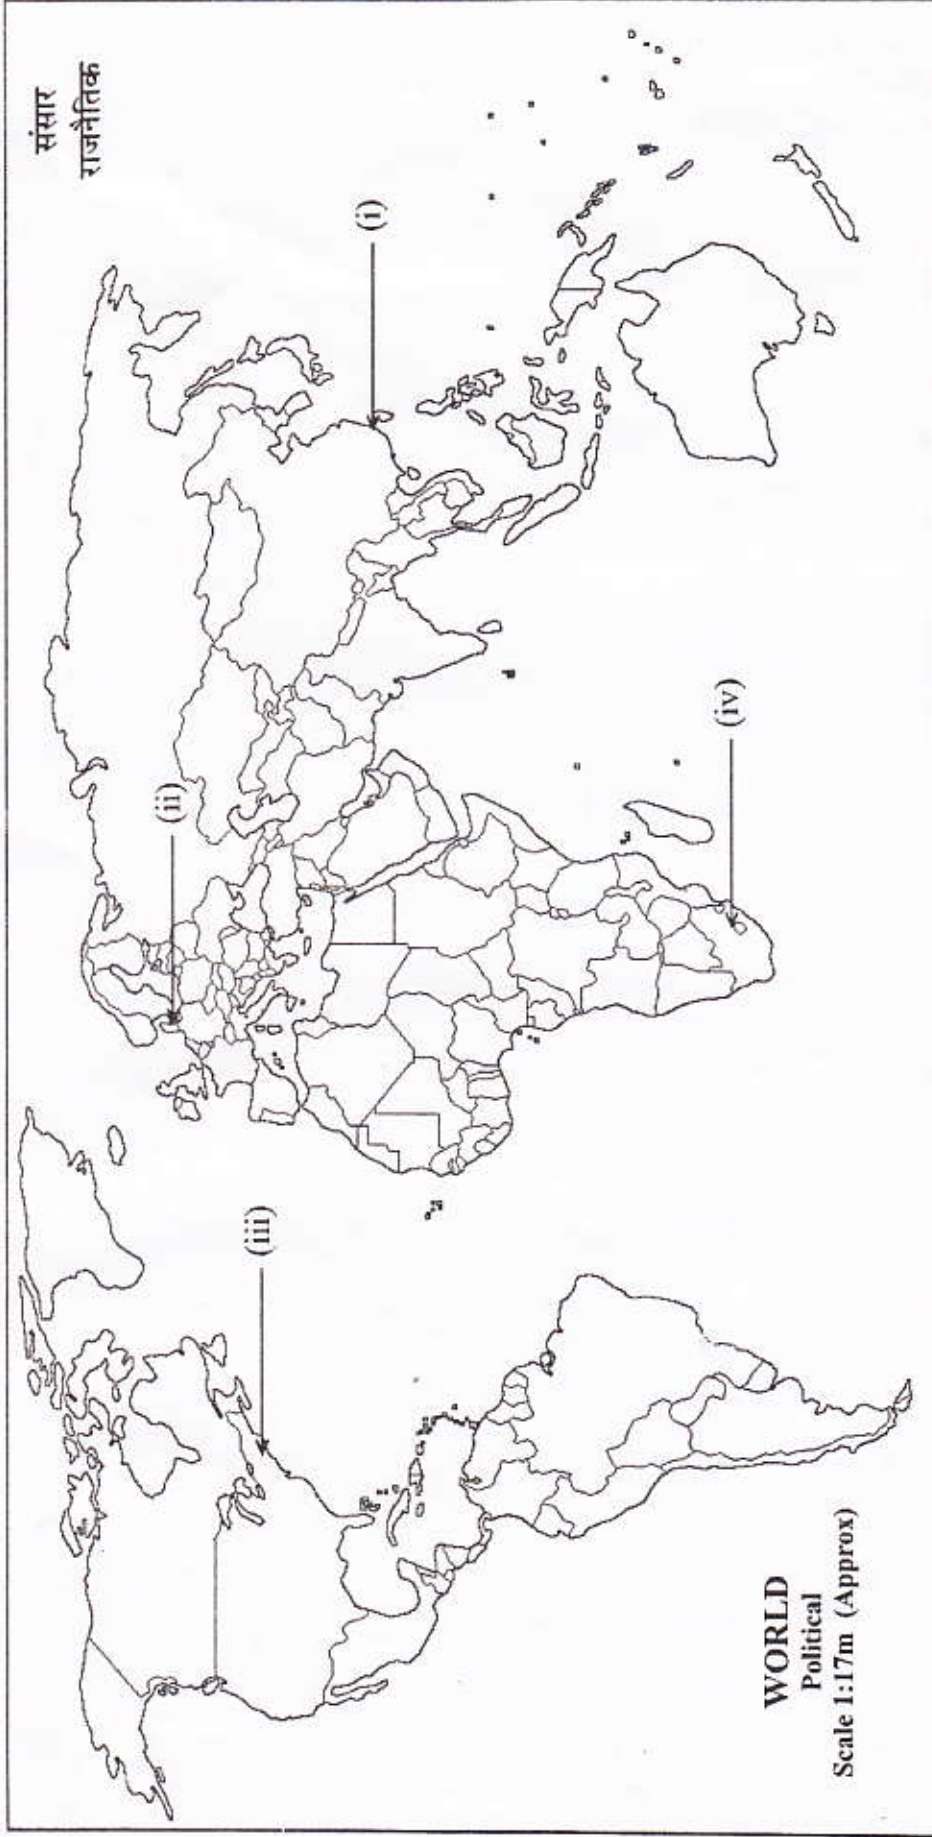 संसार
राजनैतिक
(i)
(ii)
(iii)
(iv)
WORLD
Political
Scale 1:17m (Approx)